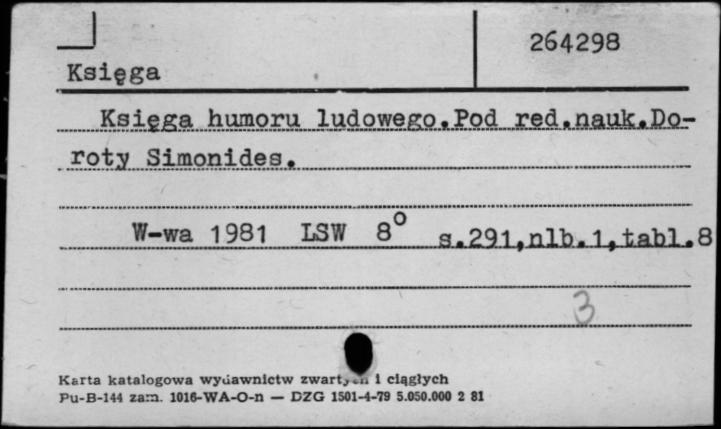 264298
Księga
Księga humoru ludowego.Pod red.nauk.Do-
roty Simonides.
W-wa 1981 LSW 8° s.291,nlb.1,tabl.8
3
Karta katalogowa wydawnictw zwartych i ciągłych
Pu-B-144 zam. 1016-WA-O-n — DZG 1501-4-79 5.050.000 2 81